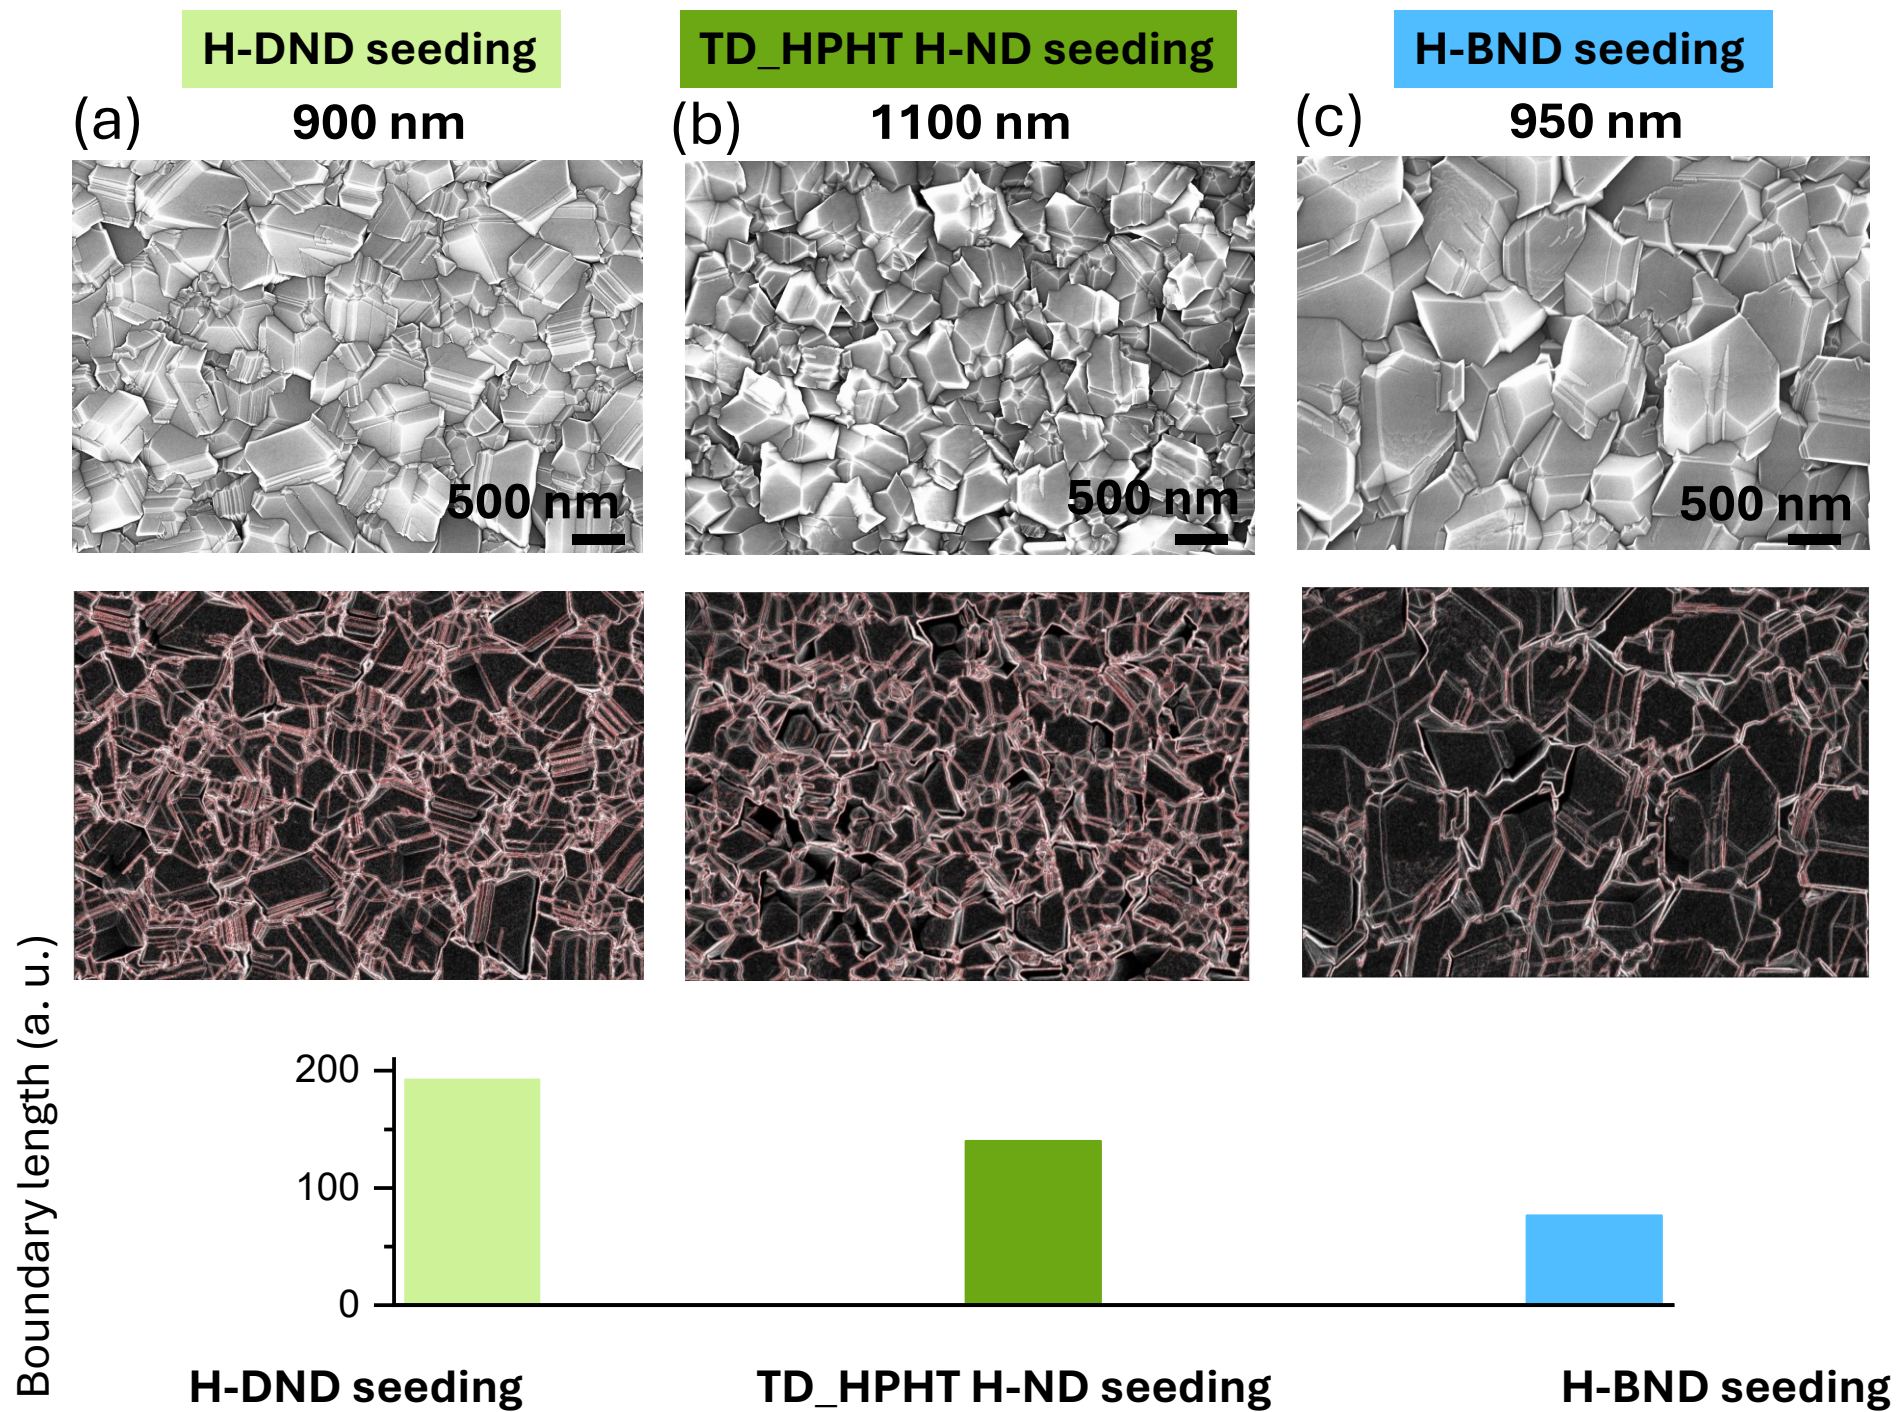 H-DND seeding
TD_HPHT H-ND seeding
H-BND seeding
(a)
900 nm
(b)
1100 nm
(c)
950 nm
500 nm
500 nm
500 nm
Boundary length (a. u.)
200
100
0
H-DND seeding
TD_HPHT H-ND seeding
H-BND seeding